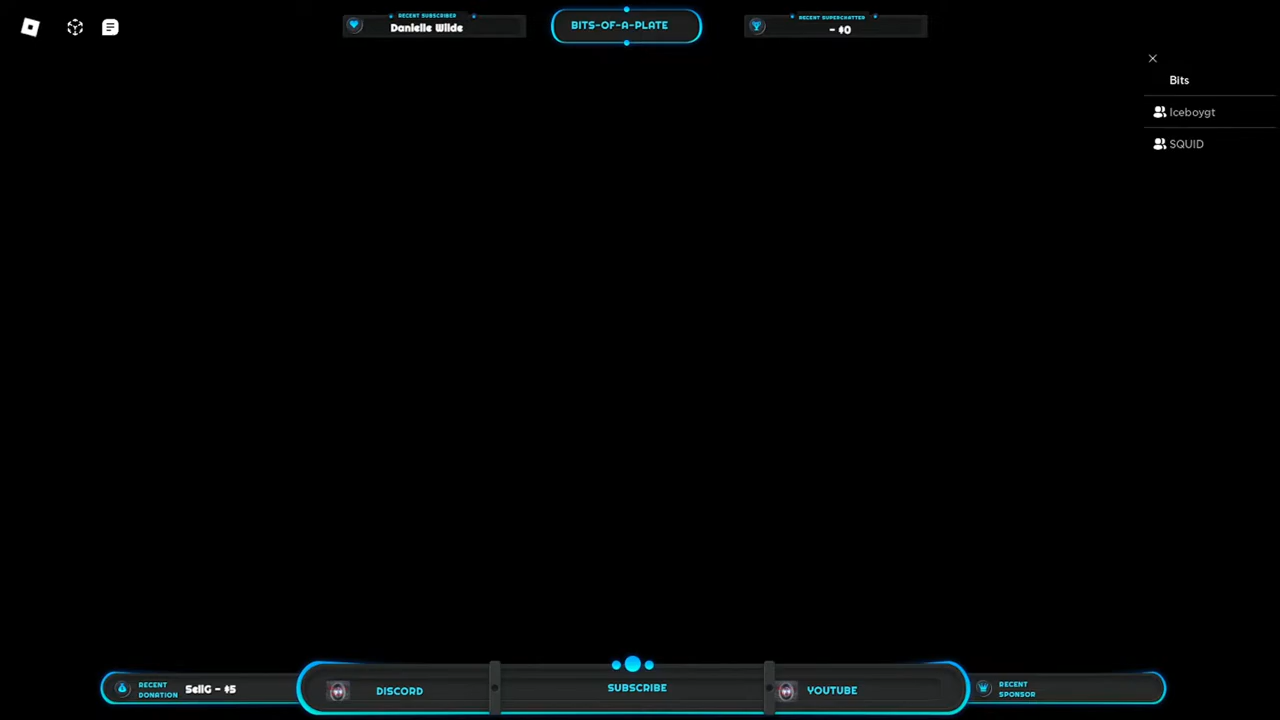 RECENT SUBSCRIBER
Danielle Wilde
BITS-OF-A-PLATE
RECENT SUPERCHATTER
- $0
Bits
Iceboygt
SQUID
RECENT
DONATION
SellG - $5
DISCORD
SUBSCRIBE
YOUTUBE
RECENT
SPONSOR